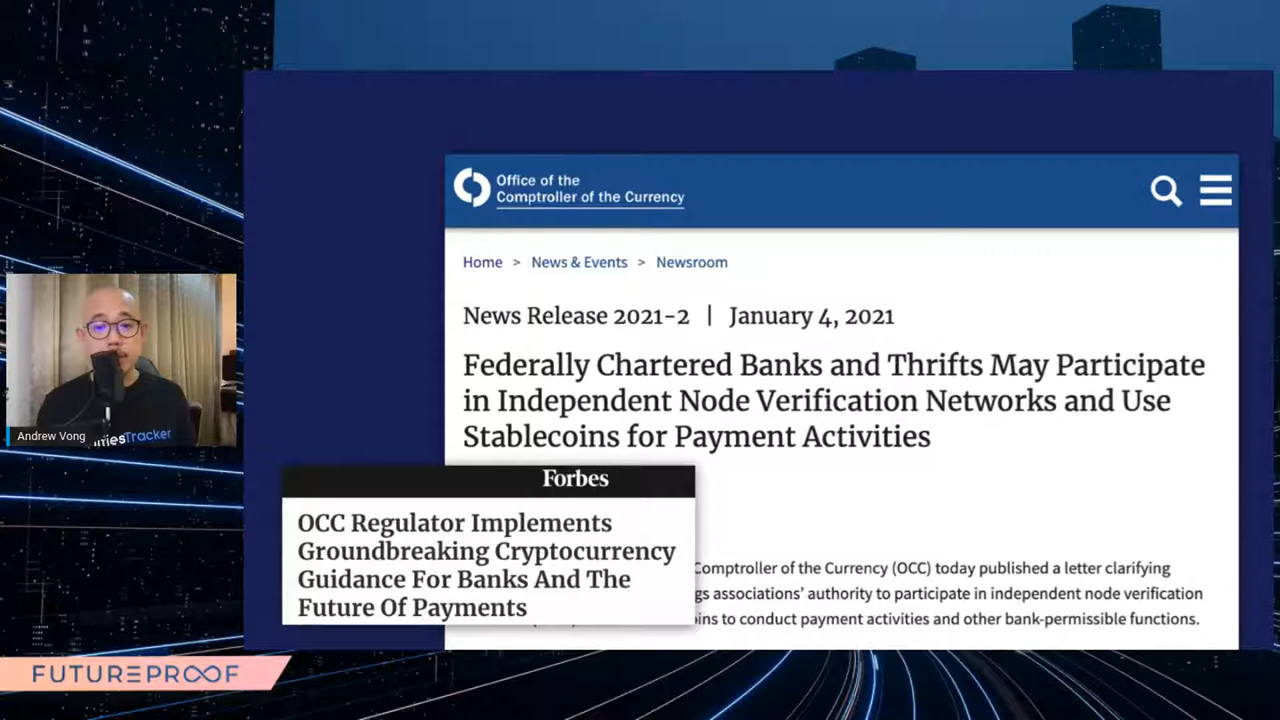 Office of the
Comptroller of the Currency
Home > News & Events > Newsroom
News Release 2021-2 | January 4, 2021
Federally Chartered Banks and Thrifts May Participate
in Independent Node Verification Networks and Use
Stablecoins for Payment Activities
Forbes
OCC Regulator Implements
Groundbreaking Cryptocurrency
Guidance For Banks And The
Future Of Payments
Comptroller of the Currency (OCC) today published a letter clarifying
gs associations' authority to participate in independent node verification
ins to conduct payment activities and other bank-permissible functions.
Andrew Vong
Tracker
FUTUREPROOF